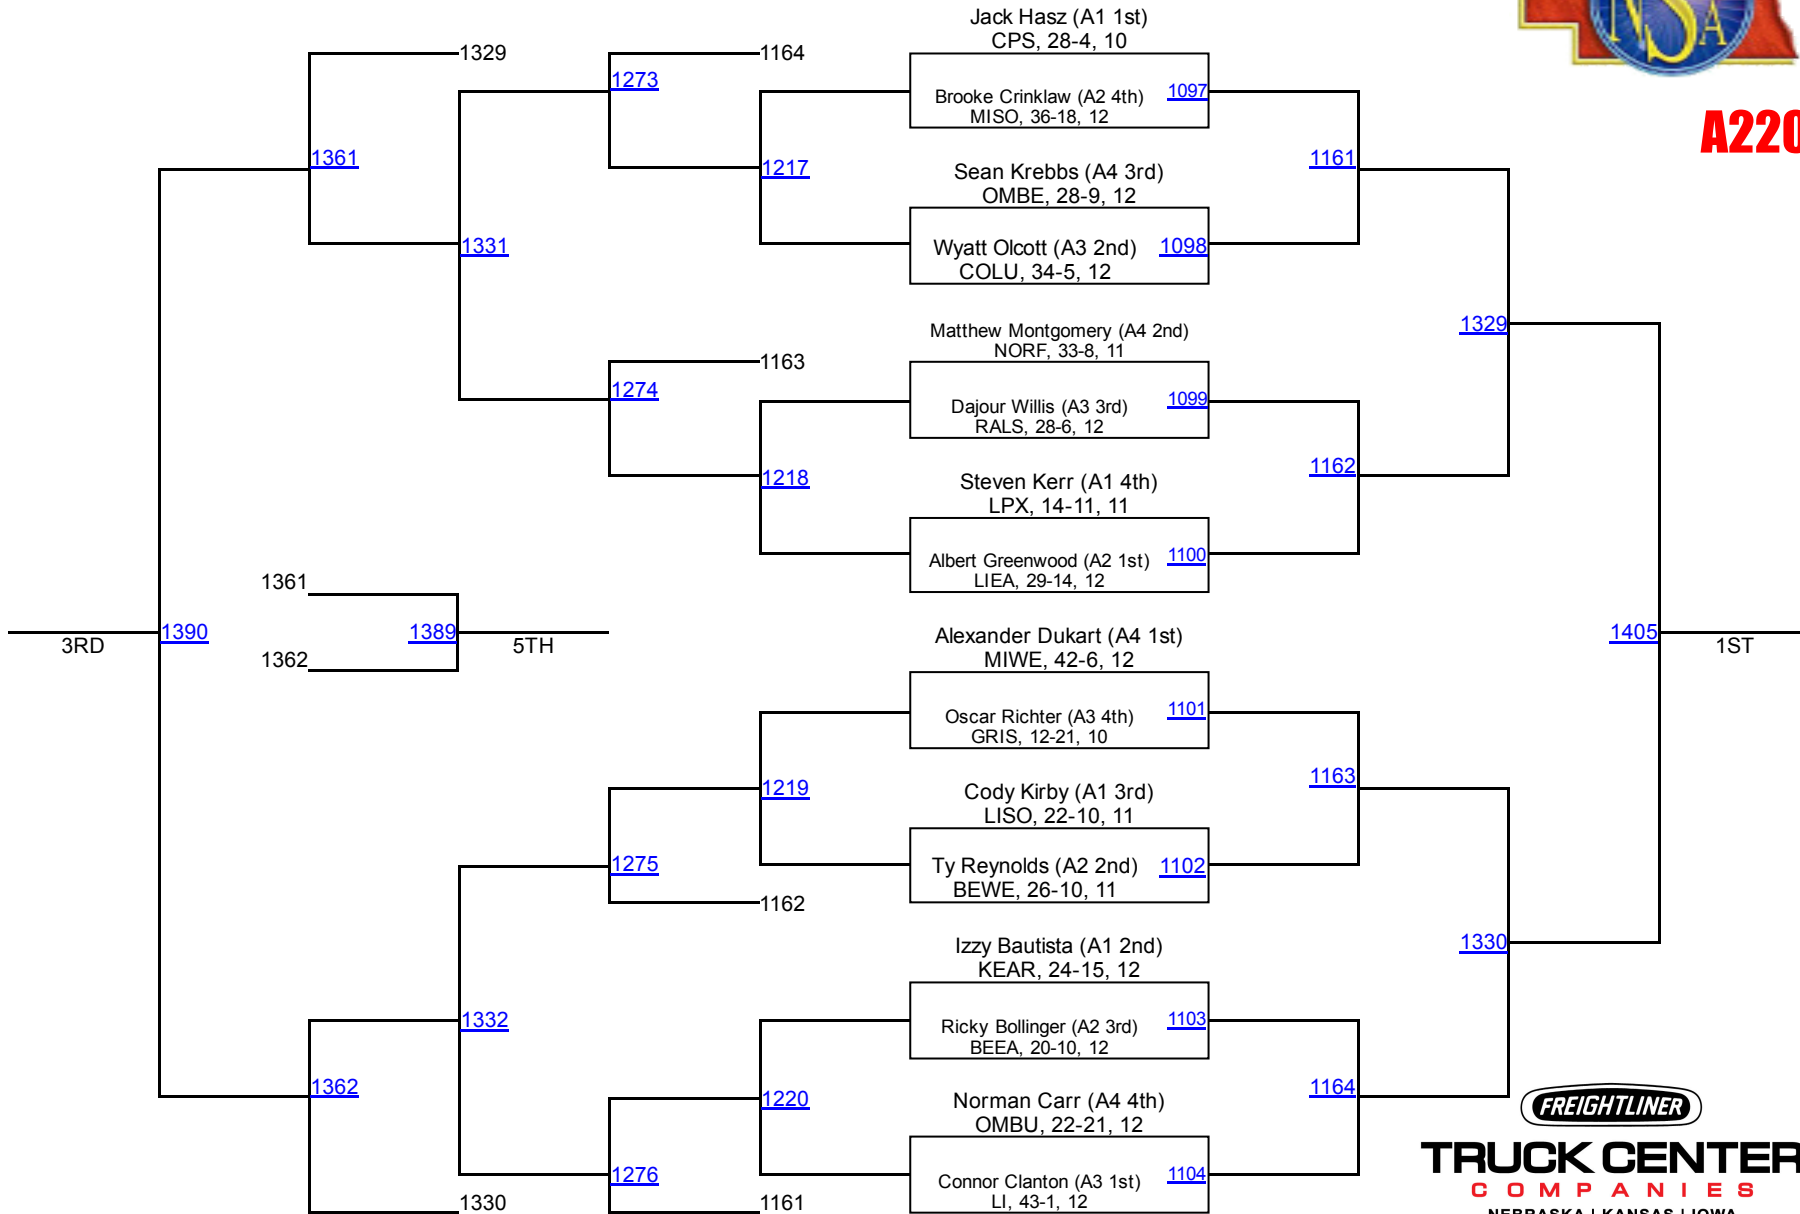 NSA
A220
Jack Hasz (A1 1st)
CPS, 28-4, 10
Brooke Crinklaw (A2 4th)
MISO, 36-18, 12
1097
Sean Krebbs (A4 3rd)
OMBE, 28-9, 12
Wyatt Olcott (A3 2nd)
COLU, 34-5, 12
1098
Matthew Montgomery (A4 2nd)
NORF, 33-8, 11
Dajour Willis (A3 3rd)
RALS, 28-6, 12
1099
Steven Kerr (A1 4th)
LPX, 14-11, 11
Albert Greenwood (A2 1st)
LIEA, 29-14, 12
1100
Alexander Dukart (A4 1st)
MIWE, 42-6, 12
Oscar Richter (A3 4th)
GRIS, 12-21, 10
1101
Cody Kirby (A1 3rd)
LISO, 22-10, 11
Ty Reynolds (A2 2nd)
BEWE, 26-10, 11
1102
Izzy Bautista (A1 2nd)
KEAR, 24-15, 12
Ricky Bollinger (A2 3rd)
BEEA, 20-10, 12
1103
Norman Carr (A4 4th)
OMBU, 22-21, 12
Connor Clanton (A3 1st)
LI, 43-1, 12
1104
1161
1162
1163
1164
1329
1330
1405
1ST
1164
1273
1217
1163
1274
1218
1219
1275
1162
1220
1276
1161
1329
1361
1331
1332
1362
1330
1361
1362
1389
5TH
1390
3RD
FREIGHTLINER
TRUCK CENTER
COMPANIES
NEBRASKA | KANSAS | IOWA